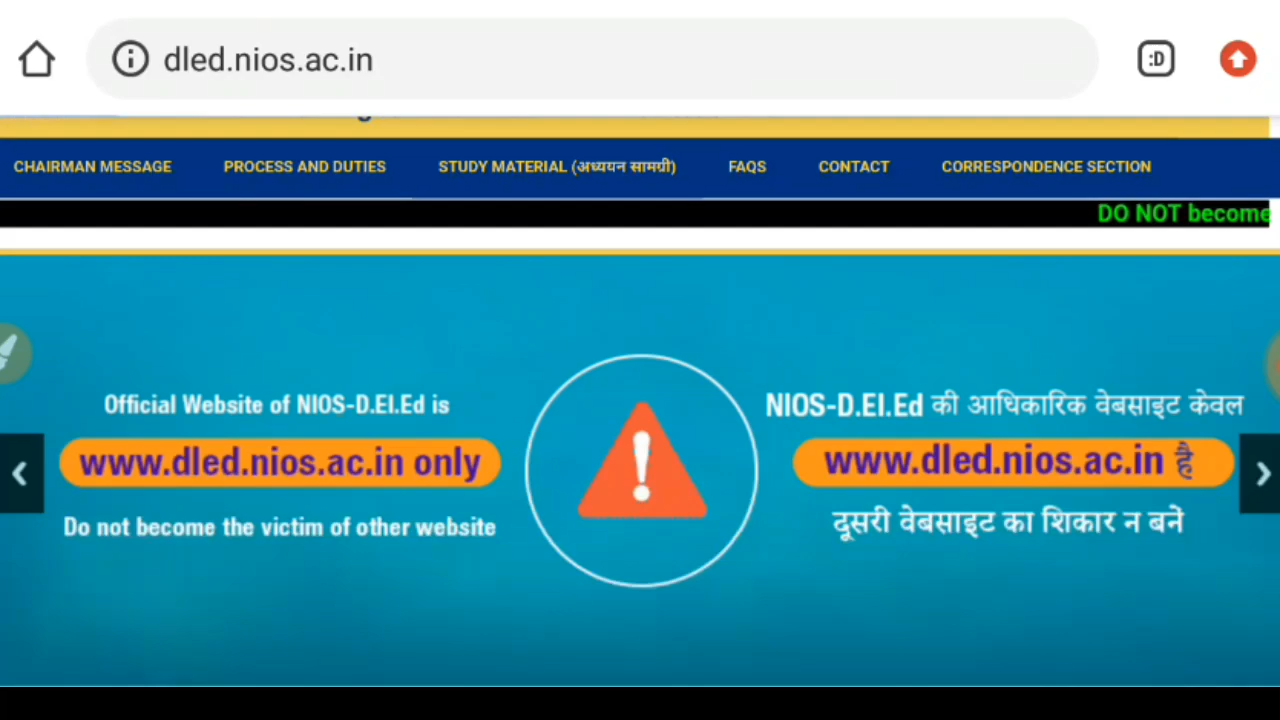 :D
dled.nios.ac.in
CHAIRMAN MESSAGE PROCESS AND DUTIES STUDY MATERIAL (अध्ययन सामग्री) FAQS CONTACT CORRESPONDENCE SECTION
DO NOT become
Official Website of NIOS-D.El.Ed is
www.dled.nios.ac.in only
Do not become the victim of other website
NIOS-D.El.Ed की आधिकारिक वेबसाइट केवल
www.dled.nios.ac.in है
दूसरी वेबसाइट का शिकार न बनें